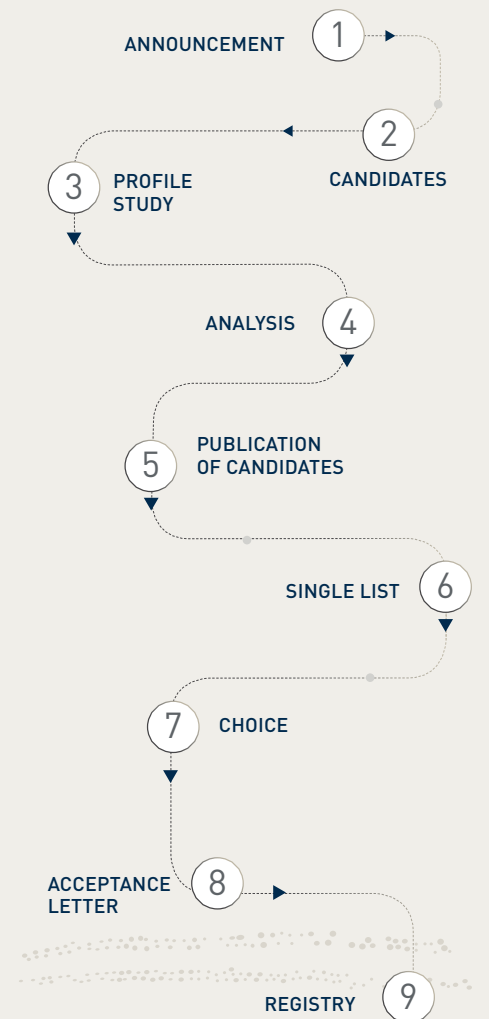 1
ANNOUNCEMENT
2
CANDIDATES
3
PROFILE
STUDY
4
ANALYSIS
5
PUBLICATION
OF CANDIDATES
6
SINGLE LIST
7
CHOICE
8
ACCEPTANCE
LETTER
9
REGISTRY